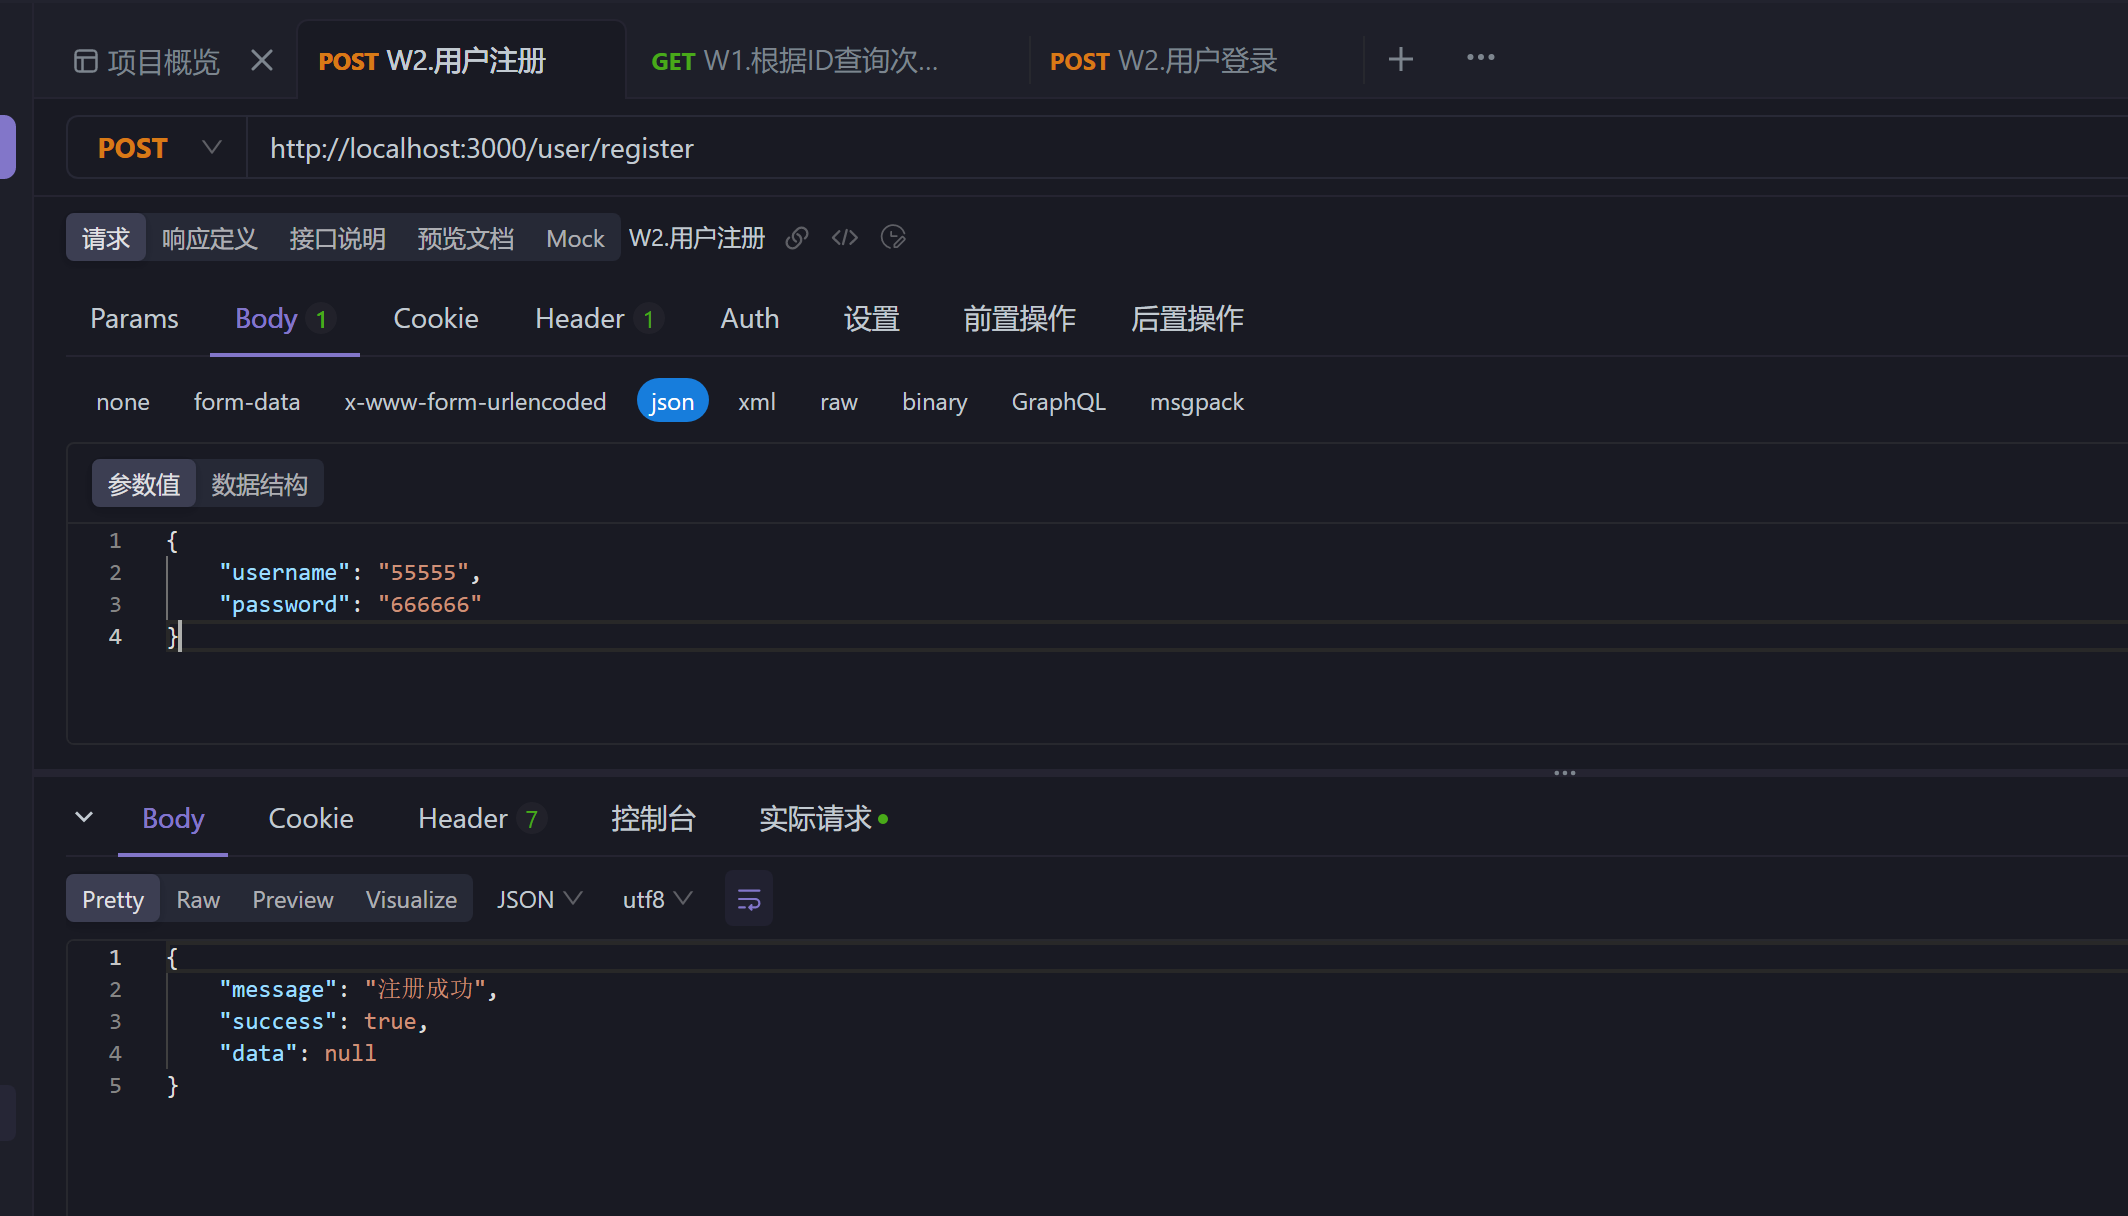 项目概览 POST W2.用户注册 GET W1.根据ID查询次... POST W2.用户登录
POST http://localhost:3000/user/register
请求 响应定义 接口说明 预览文档 Mock W2.用户注册
Params Body 1 Cookie Header 1 Auth 设置 前置操作 后置操作
none form-data x-www-form-urlencoded json xml raw binary GraphQL msgpack
参数值 数据结构
1 {
2 "username": "55555",
3 "password": "666666"
4 }
Body Cookie Header 7 控制台 实际请求
Pretty Raw Preview Visualize JSON utf8
1 {
2 "message": "注册成功",
3 "success": true,
4 "data": null
5 }